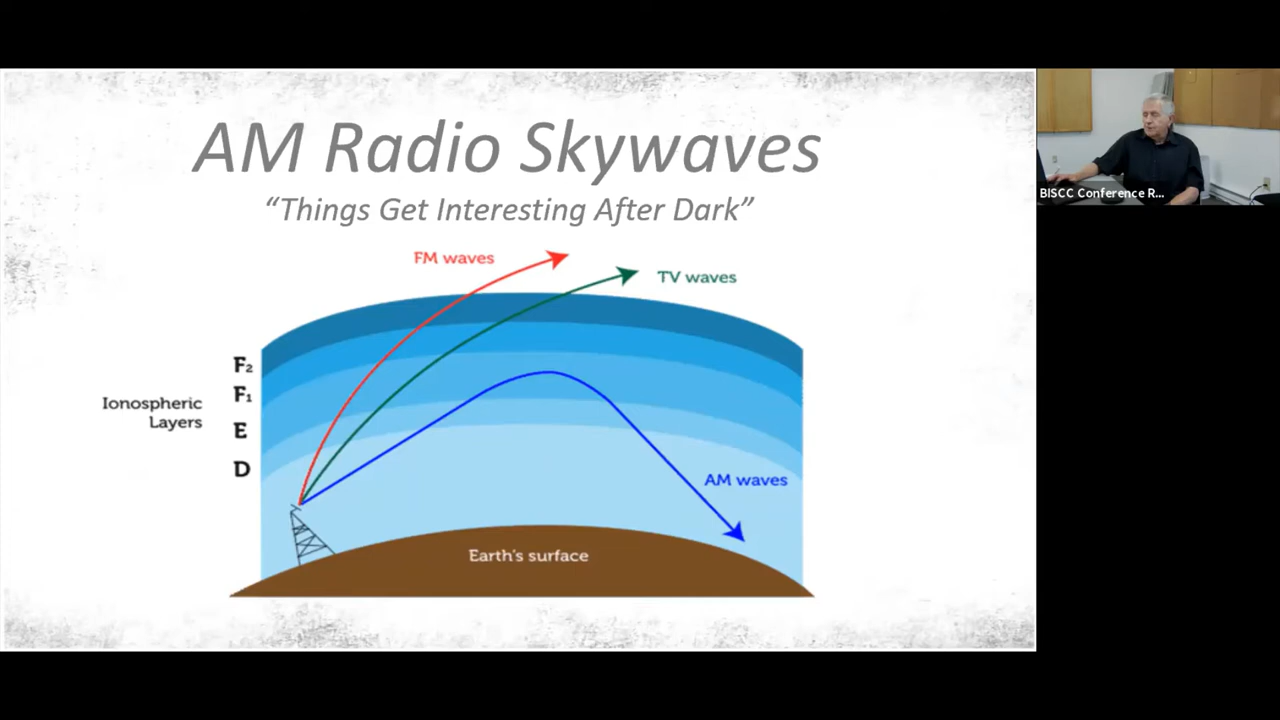 AM Radio Skywaves
“Things Get Interesting After Dark”
FM waves
TV waves
F₂
F₁
Ionospheric
Layers
E
D
AM waves
Earth's surface
BISCC Conference R...